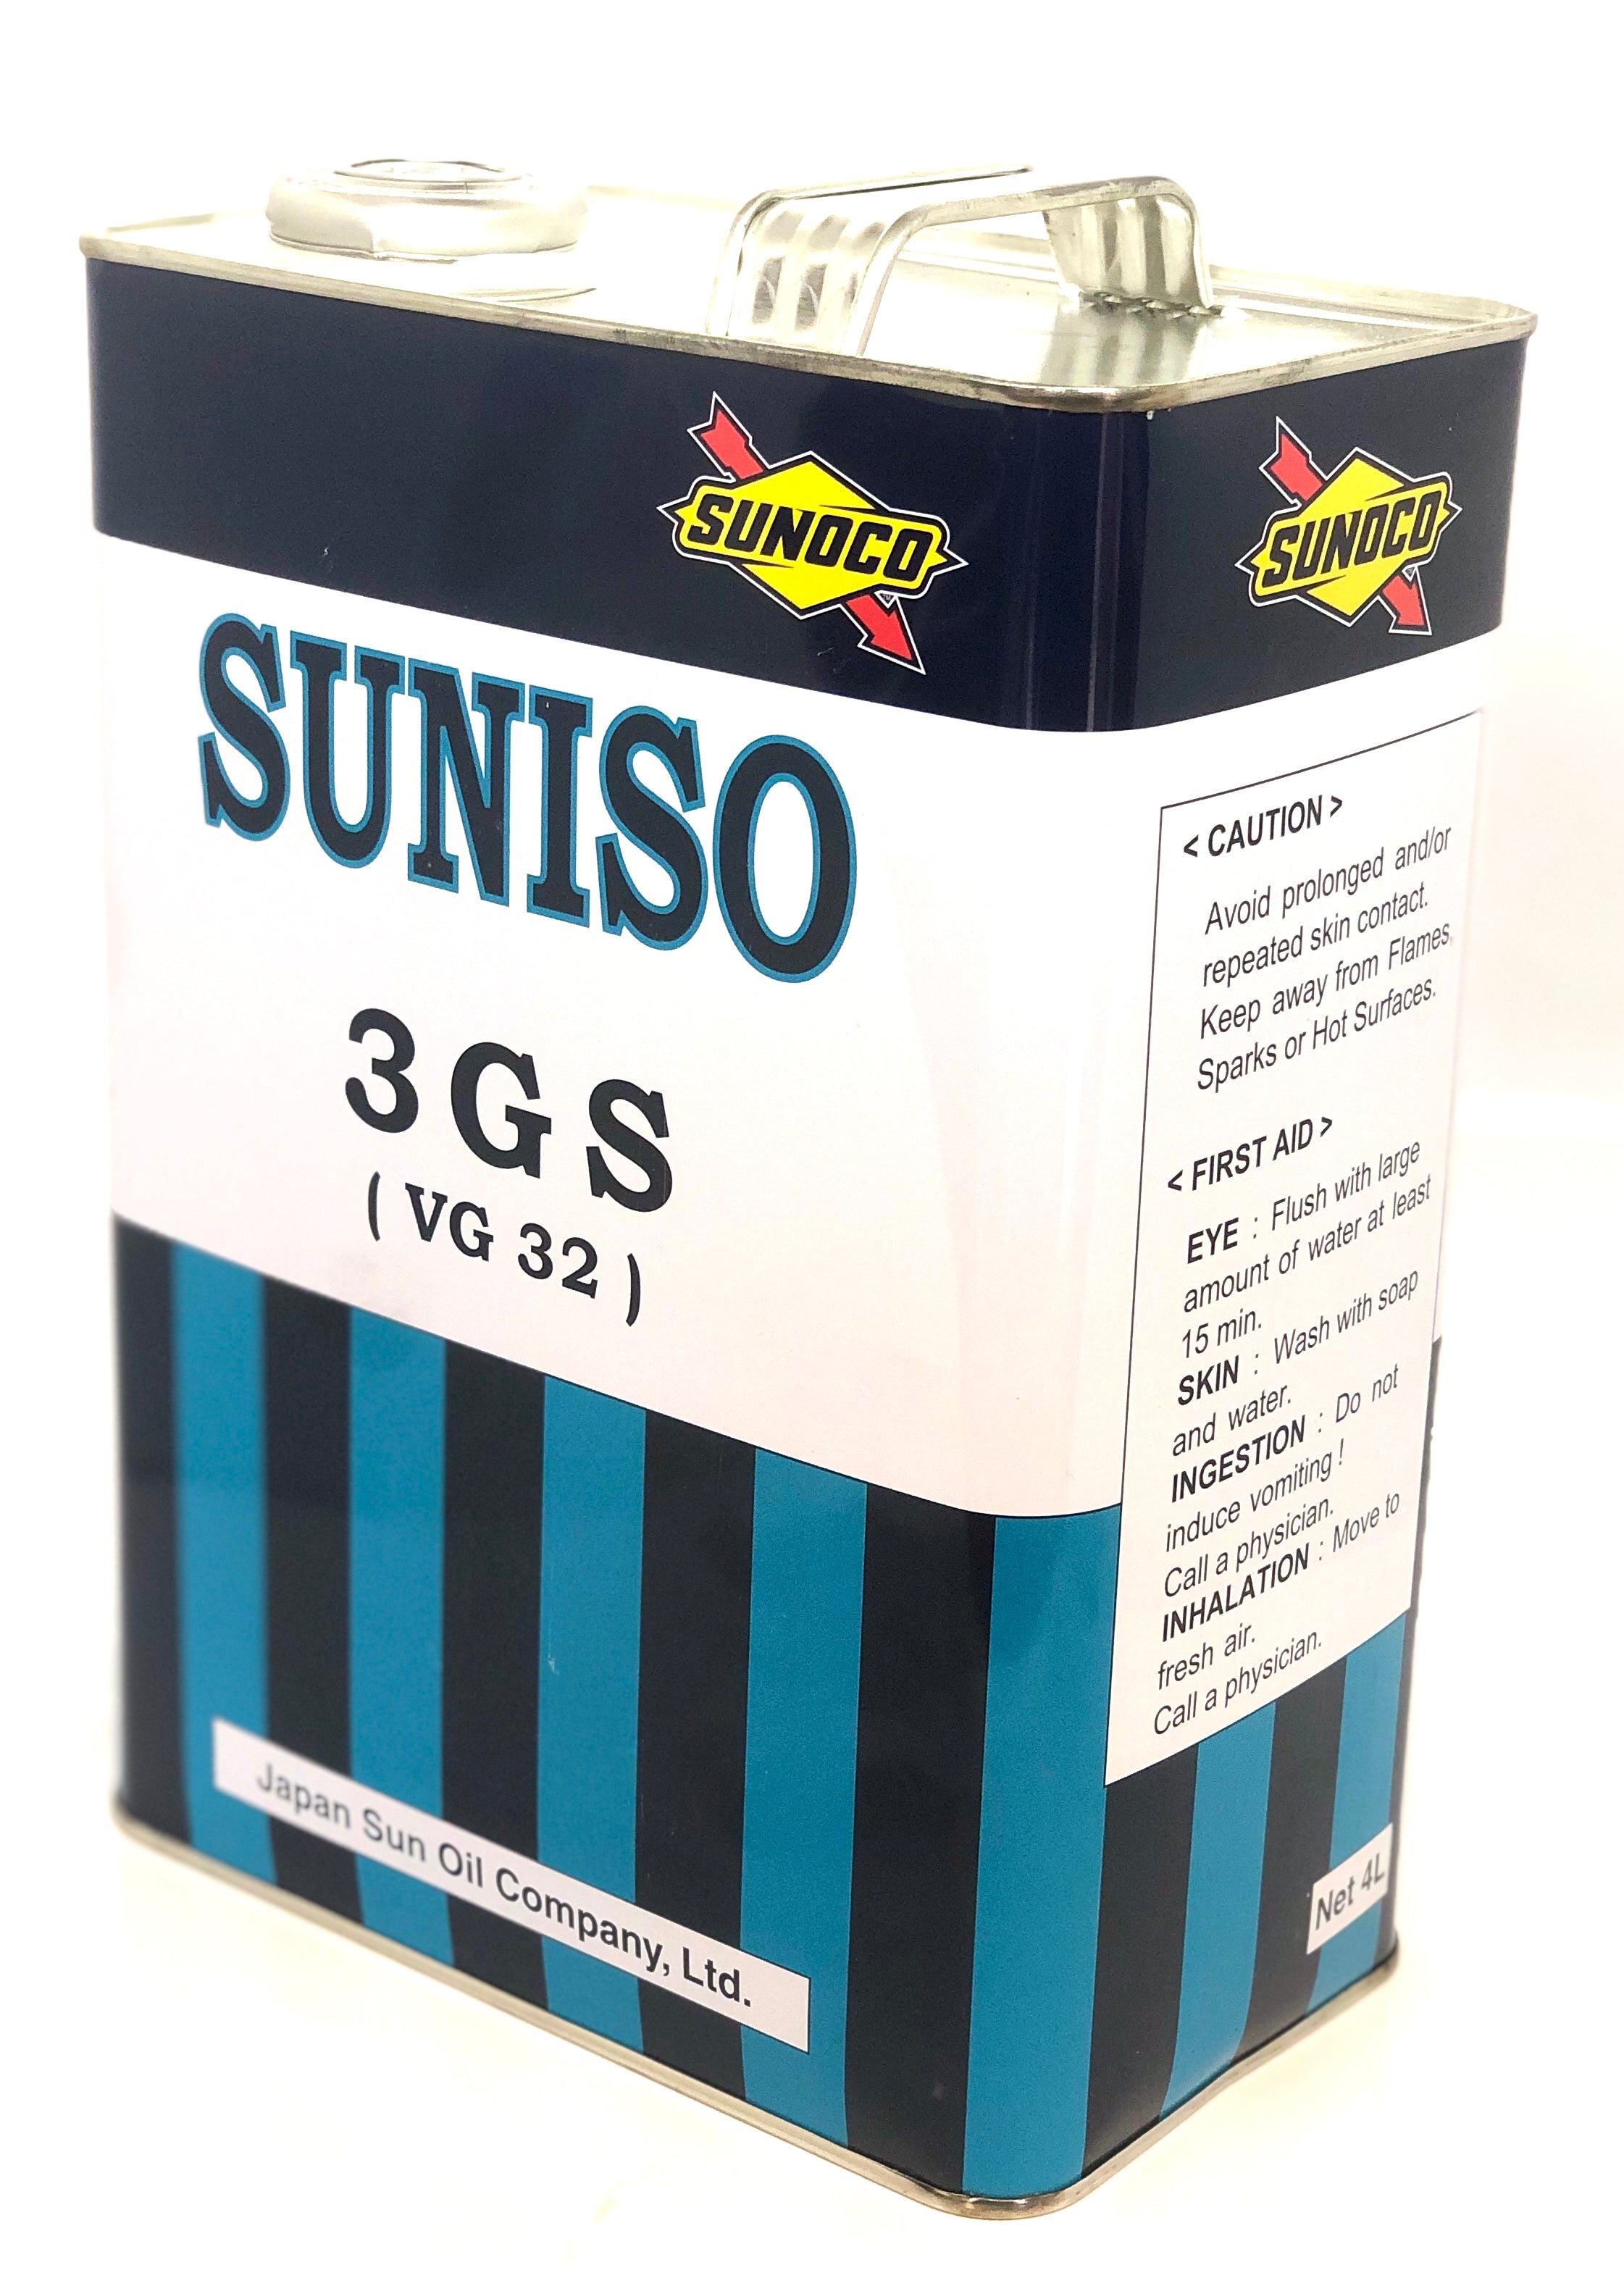 SUNOCO
SUNISO
3GS
( VG 32 )
Japan Sun Oil Company, Ltd.
SUNOCO
< CAUTION >
Avoid prolonged and/or
repeated skin contact.
Keep away from Flames,
Sparks or Hot Surfaces.
< FIRST AID >
EYE : Flush with large
amount of water at least
15 min.
SKIN : Wash with soap
and water.
INGESTION : Do not
induce vomiting !
Call a physician.
INHALATION : Move to
fresh air.
Call a physician.
Net 4L